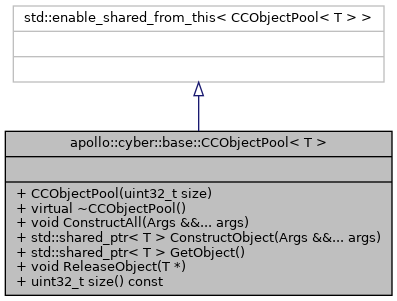 std::enable_shared_from_this< CCObjectPool< T > >
apollo::cyber::base::CCObjectPool< T >
+ CCObjectPool(uint32_t size)
+ virtual ~CCObjectPool()
+ void ConstructAll(Args &&... args)
+ std::shared_ptr< T > ConstructObject(Args &&... args)
+ std::shared_ptr< T > GetObject()
+ void ReleaseObject(T *)
+ uint32_t size() const